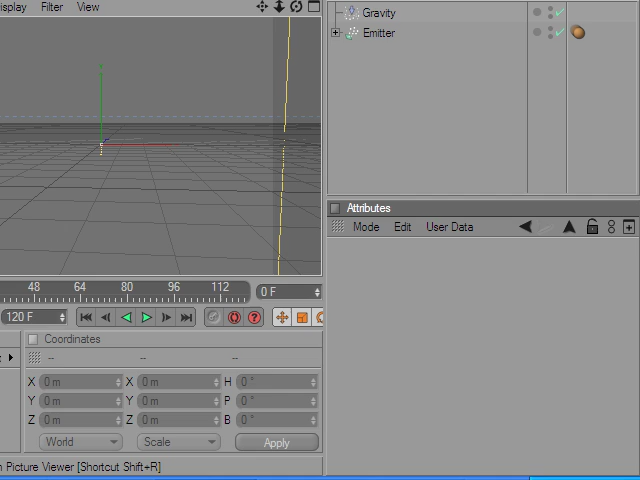 isplay Filter View
Gravity
Emitter
Attributes
Mode Edit User Data
48 64 80 96 112
0 F
120 F
Coordinates
-- -- --
X 0 m X 0 m H 0 °
Y 0 m Y 0 m P 0 °
Z 0 m Z 0 m B 0 °
World Scale Apply
n Picture Viewer [Shortcut Shift+R]